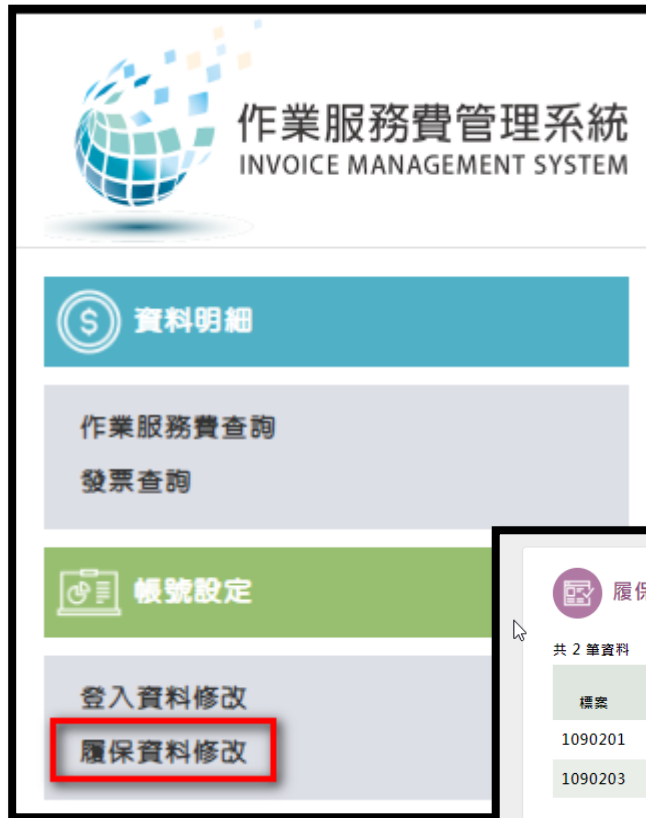 作業服務費管理系統
INVOICE MANAGEMENT SYSTEM
資料明細
作業服務費查詢
發票查詢
帳號設定
登入資料修改
履保資料修改
履保
共 2 筆資料
標案
1090201
1090203